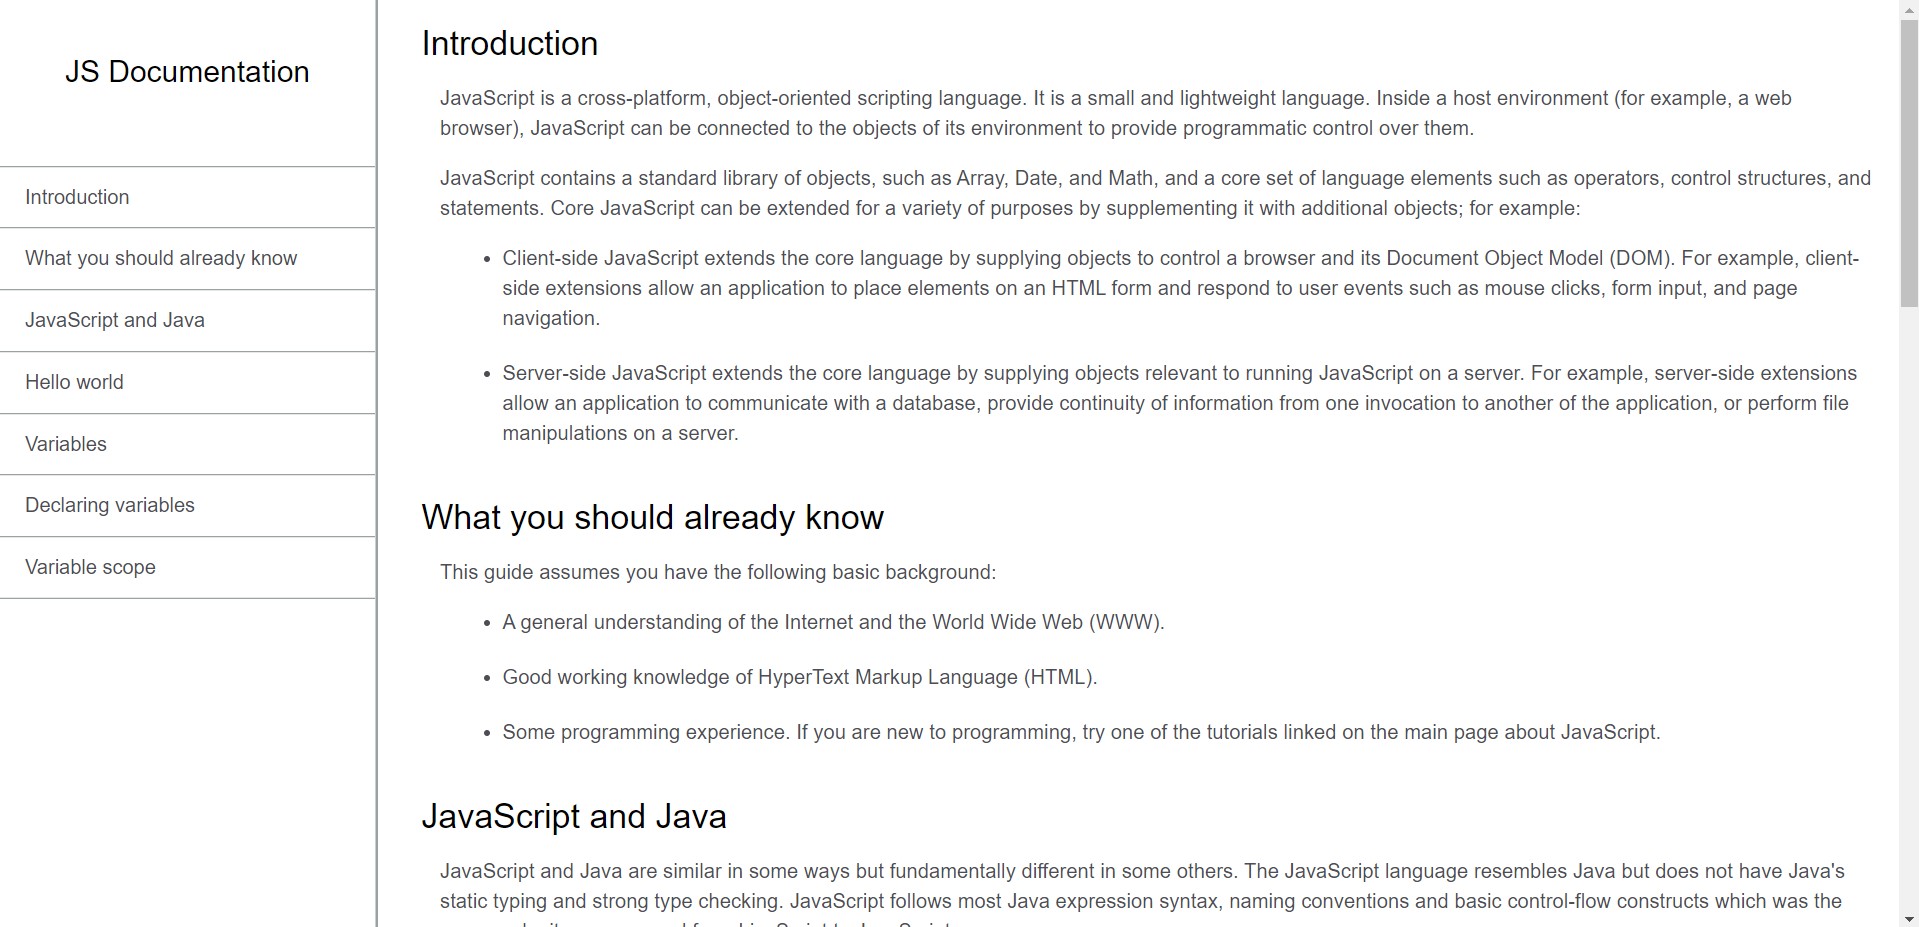 JS Documentation
Introduction
What you should already know
JavaScript and Java
Hello world
Variables
Declaring variables
Variable scope
Introduction
JavaScript is a cross-platform, object-oriented scripting language. It is a small and lightweight language. Inside a host environment (for example, a web
browser), JavaScript can be connected to the objects of its environment to provide programmatic control over them.
JavaScript contains a standard library of objects, such as Array, Date, and Math, and a core set of language elements such as operators, control structures, and
statements. Core JavaScript can be extended for a variety of purposes by supplementing it with additional objects; for example:
• Client-side JavaScript extends the core language by supplying objects to control a browser and its Document Object Model (DOM). For example, client-
side extensions allow an application to place elements on an HTML form and respond to user events such as mouse clicks, form input, and page
navigation.
• Server-side JavaScript extends the core language by supplying objects relevant to running JavaScript on a server. For example, server-side extensions
allow an application to communicate with a database, provide continuity of information from one invocation to another of the application, or perform file
manipulations on a server.
What you should already know
This guide assumes you have the following basic background:
• A general understanding of the Internet and the World Wide Web (WWW).
• Good working knowledge of HyperText Markup Language (HTML).
• Some programming experience. If you are new to programming, try one of the tutorials linked on the main page about JavaScript.
JavaScript and Java
JavaScript and Java are similar in some ways but fundamentally different in some others. The JavaScript language resembles Java but does not have Java's
static typing and strong type checking. JavaScript follows most Java expression syntax, naming conventions and basic control-flow constructs which was the